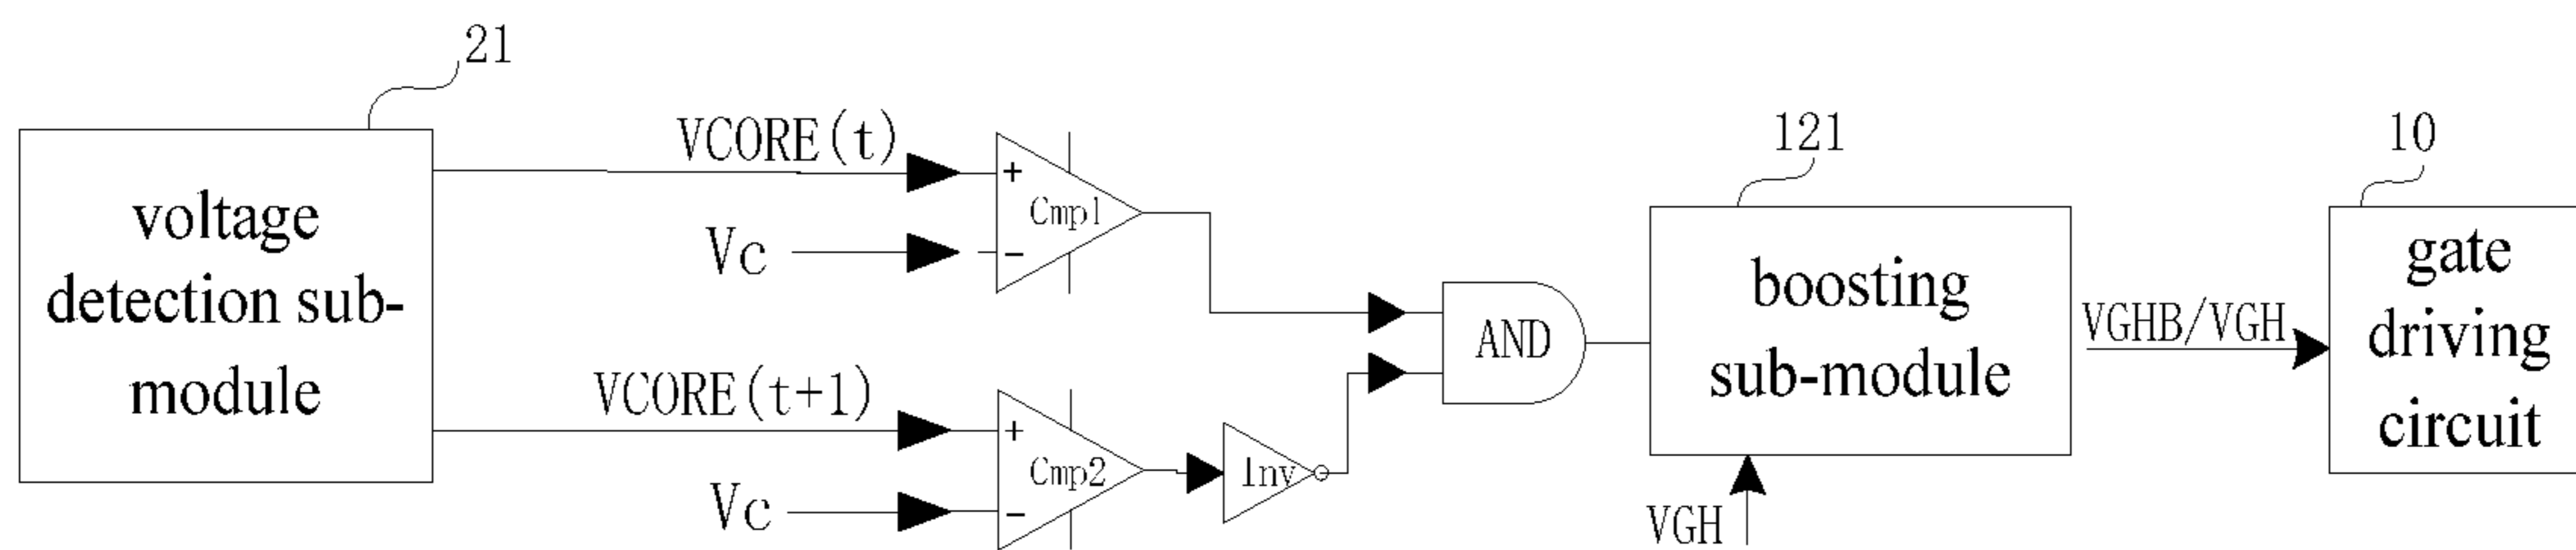 21
voltage
detection sub-
module
VCORE(t)
+
Cmp1
Vc
-
VCORE(t+1)
+
Cmp2
Vc
-
Inv
AND
121
boosting
sub-module
VGH
VGHB/VGH
10
gate
driving
circuit